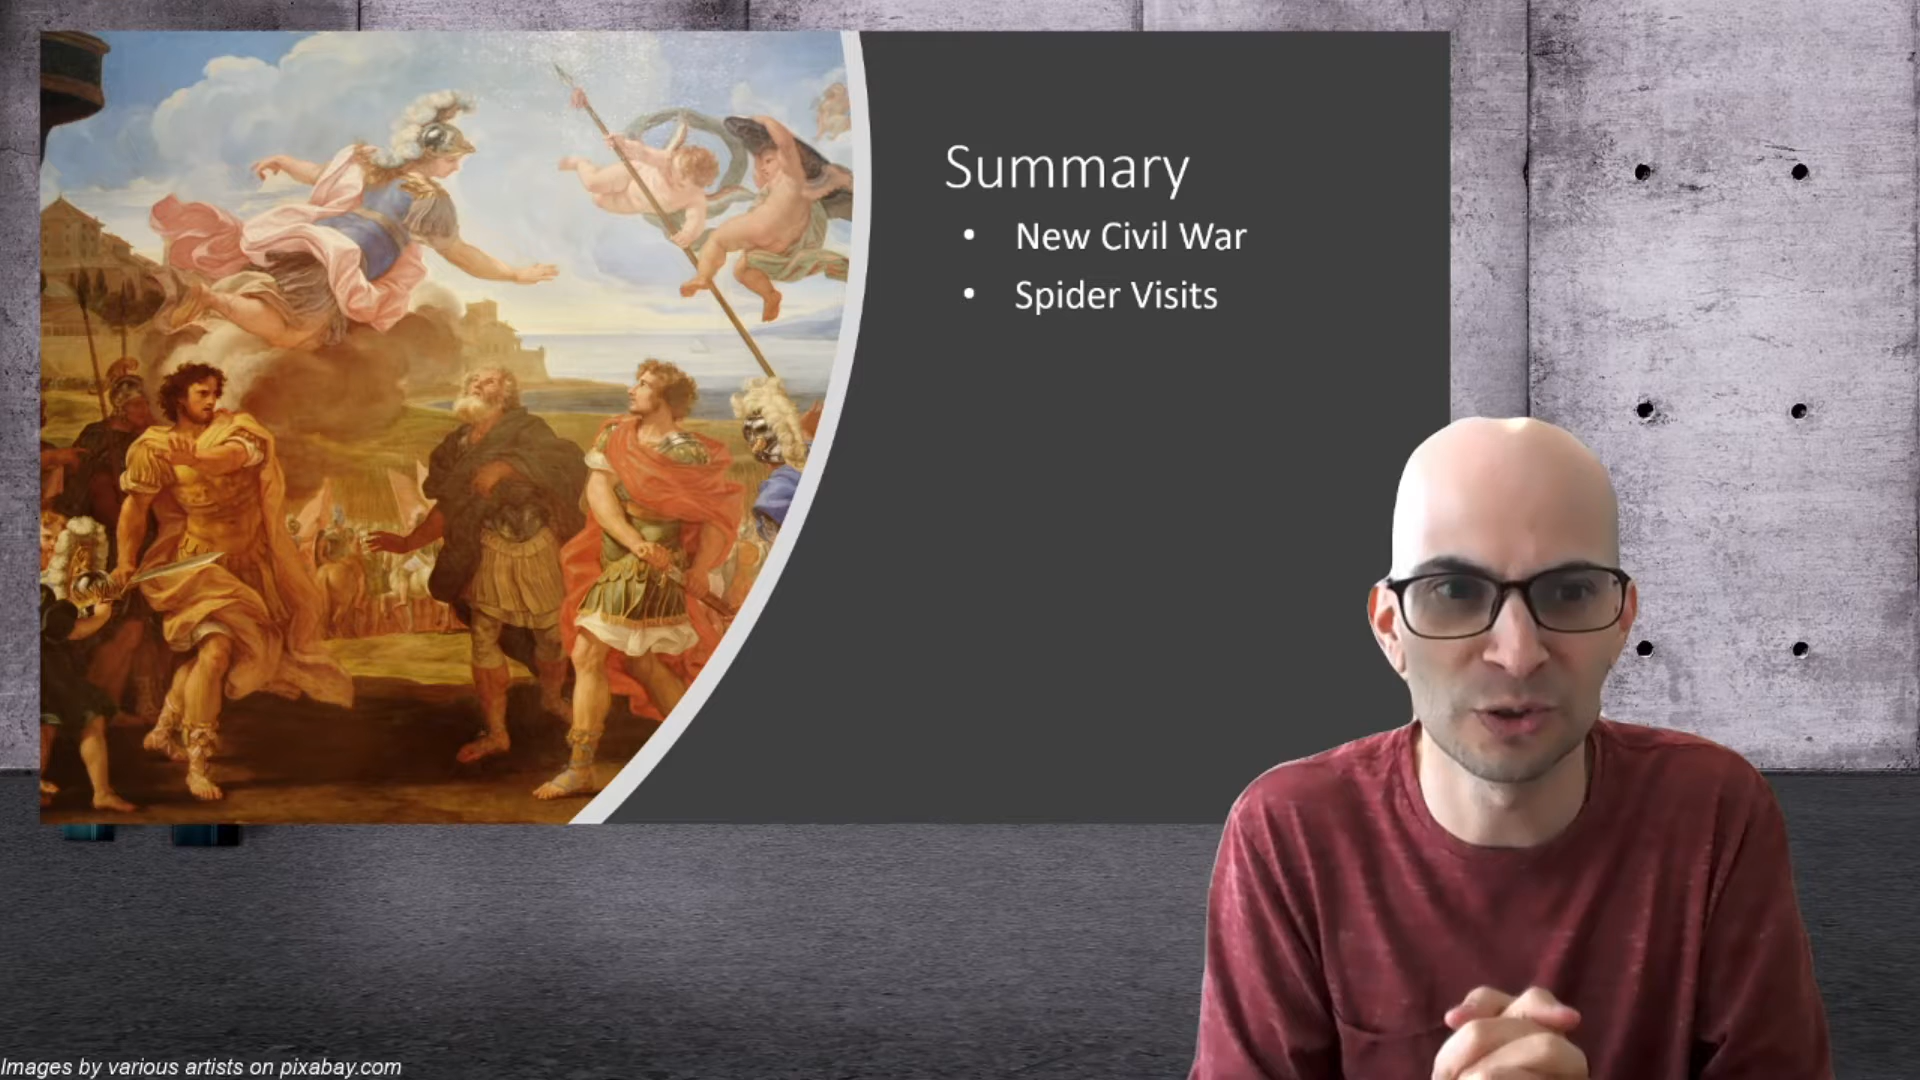 Summary
• New Civil War
• Spider Visits
Images by various artists on pixabay.com